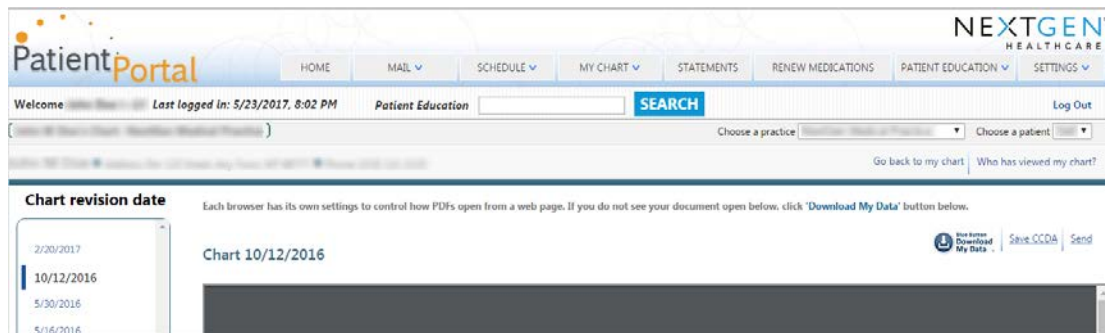 NEXTGEN
HEALTHCARE
PatientPortal
HOME MAIL SCHEDULE MY CHART STATEMENTS RENEW MEDICATIONS PATIENT EDUCATION SETTINGS
Welcome Last logged in: 5/23/2017, 8:02 PM Patient Education SEARCH Log Out
( ) Choose a practice Choose a patient
Go back to my chart Who has viewed my chart?
Chart revision date
Each browser has its own settings to control how PDFs open from a web page. If you do not see your document open below, click 'Download My Data' button below.
Blue Button
Download
My Data
Save CCDA Send
Chart 10/12/2016
2/20/2017
10/12/2016
5/30/2016
5/16/2016